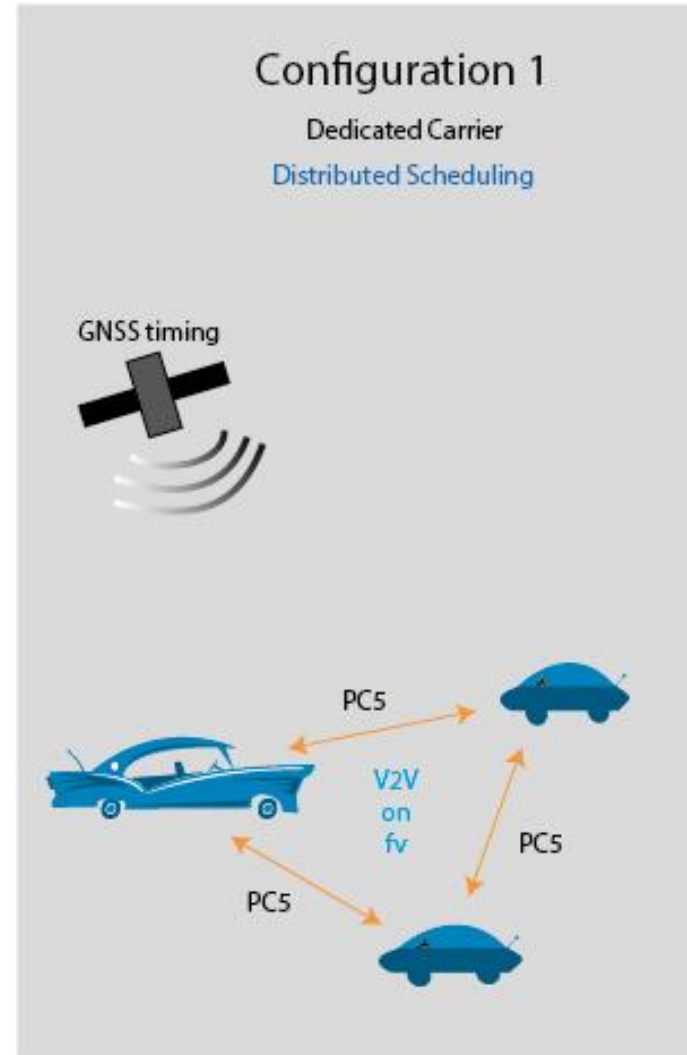 Configuration 1
Dedicated Carrier
Distributed Scheduling
GNSS timing
PC5
V2V
on
fv
PC5
PC5